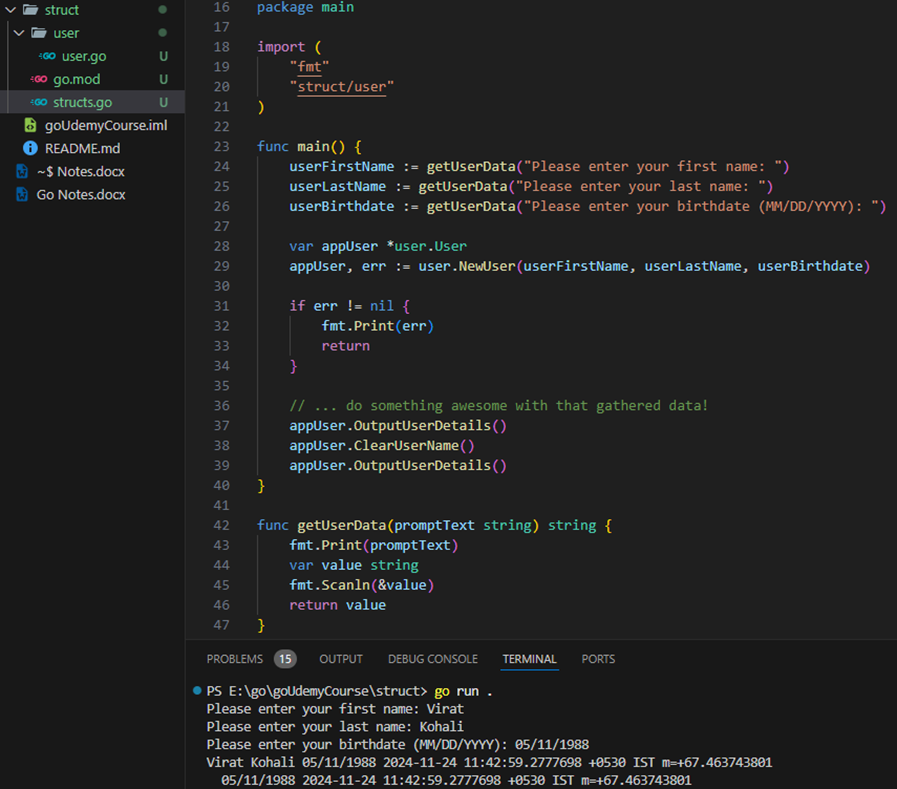 struct
user
user.go U
go.mod U
structs.go U
goUdemyCourse.iml
README.md
~$ Notes.docx
Go Notes.docx
16 package main
17
18 import (
19 "fmt"
20 "struct/user"
21 )
22
23 func main() {
24 userFirstName := getUserData("Please enter your first name: ")
25 userLastName := getUserData("Please enter your last name: ")
26 userBirthdate := getUserData("Please enter your birthdate (MM/DD/YYYY): ")
27
28 var appUser *user.User
29 appUser, err := user.NewUser(userFirstName, userLastName, userBirthdate)
30
31 if err != nil {
32 fmt.Print(err)
33 return
34 }
35
36 // ... do something awesome with that gathered data!
37 appUser.OutputUserDetails()
38 appUser.ClearUserName()
39 appUser.OutputUserDetails()
40 }
41
42 func getUserData(promptText string) string {
43 fmt.Print(promptText)
44 var value string
45 fmt.Scanln(&value)
46 return value
47 }
PROBLEMS 15 OUTPUT DEBUG CONSOLE TERMINAL PORTS
PS E:\go\goUdemyCourse\struct> go run .
Please enter your first name: Virat
Please enter your last name: Kohali
Please enter your birthdate (MM/DD/YYYY): 05/11/1988
Virat Kohali 05/11/1988 2024-11-24 11:42:59.2777698 +0530 IST m=+67.463743801
05/11/1988 2024-11-24 11:42:59.2777698 +0530 IST m=+67.463743801